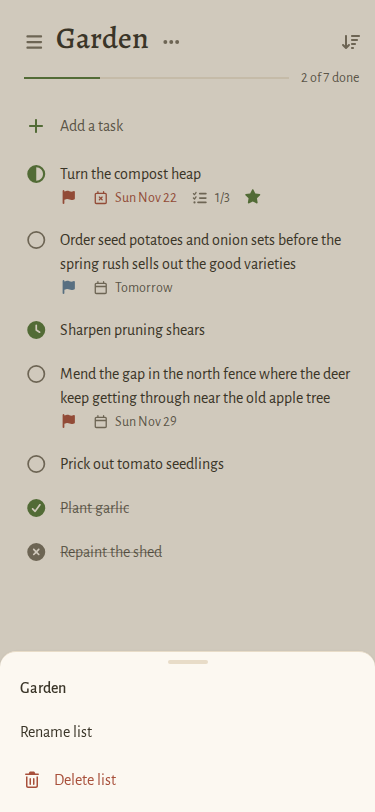 Garden
2 of 7 done
Add a task
Turn the compost heap
Sun Nov 22 1/3
Order seed potatoes and onion sets before the
spring rush sells out the good varieties
Tomorrow
Sharpen pruning shears
Mend the gap in the north fence where the deer
keep getting through near the old apple tree
Sun Nov 29
Prick out tomato seedlings
Plant garlic
Repaint the shed
Garden
Rename list
Delete list